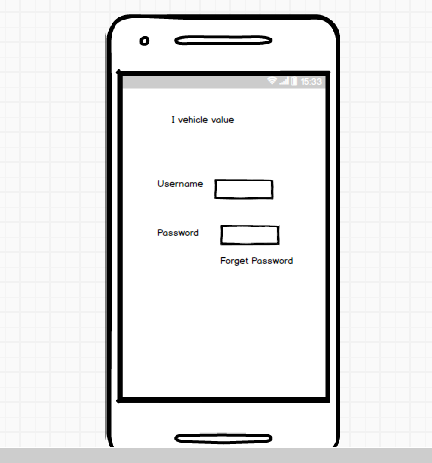 15:33
I vehicle value
Username
Password
Forget Password